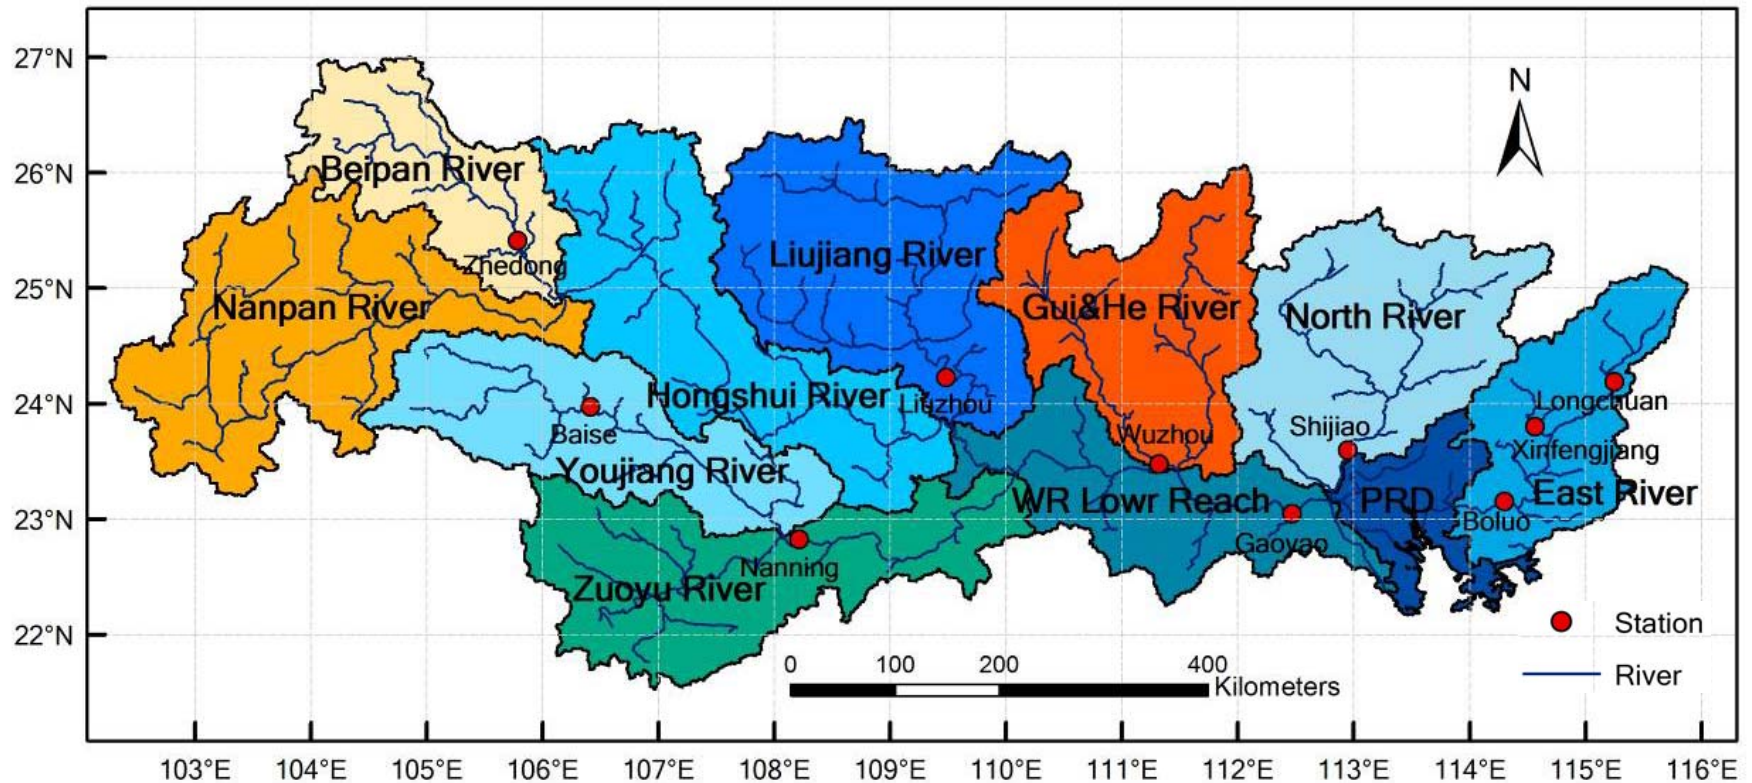 27°N
N
26°N
Beipan River
Liujiang River
Zhedong
25°N
Nanpan River
Gui&He River
North River
24°N
Hongshui River
Liuzhou
Longchuan
Baise
Wuzhou
Shijiao
Xinfengjiang
Youjiang River
WR Lowr Reach
PRD
East River
23°N
Boluo
Gaoyao
Nanning
Zuoyu River
22°N
Station
0 100 200 400
Kilometers
River
103°E 104°E 105°E 106°E 107°E 108°E 109°E 110°E 111°E 112°E 113°E 114°E 115°E 116°E